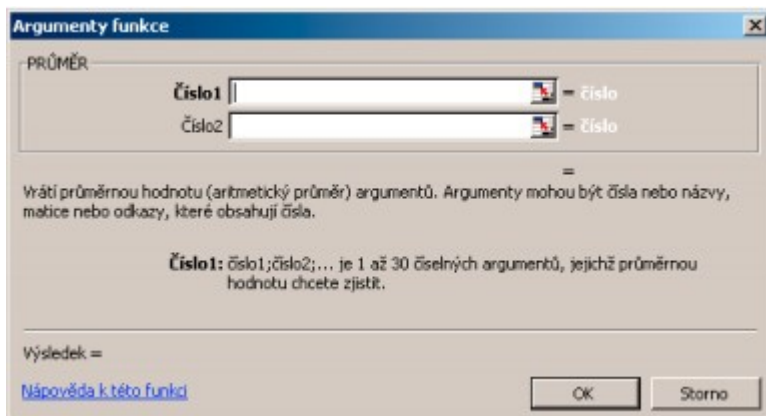 Argumenty funkce
PRŮMĚR
Číslo1 = číslo
Číslo2 = číslo
=
Vrátí průměrnou hodnotu (aritmetický průměr) argumentů. Argumenty mohou být čísla nebo názvy,
matice nebo odkazy, které obsahují čísla.
Číslo1: číslo1;číslo2;... je 1 až 30 číselných argumentů, jejichž průměrnou
hodnotu chcete zjistit.
Výsledek =
Nápověda k této funkci
OK Storno